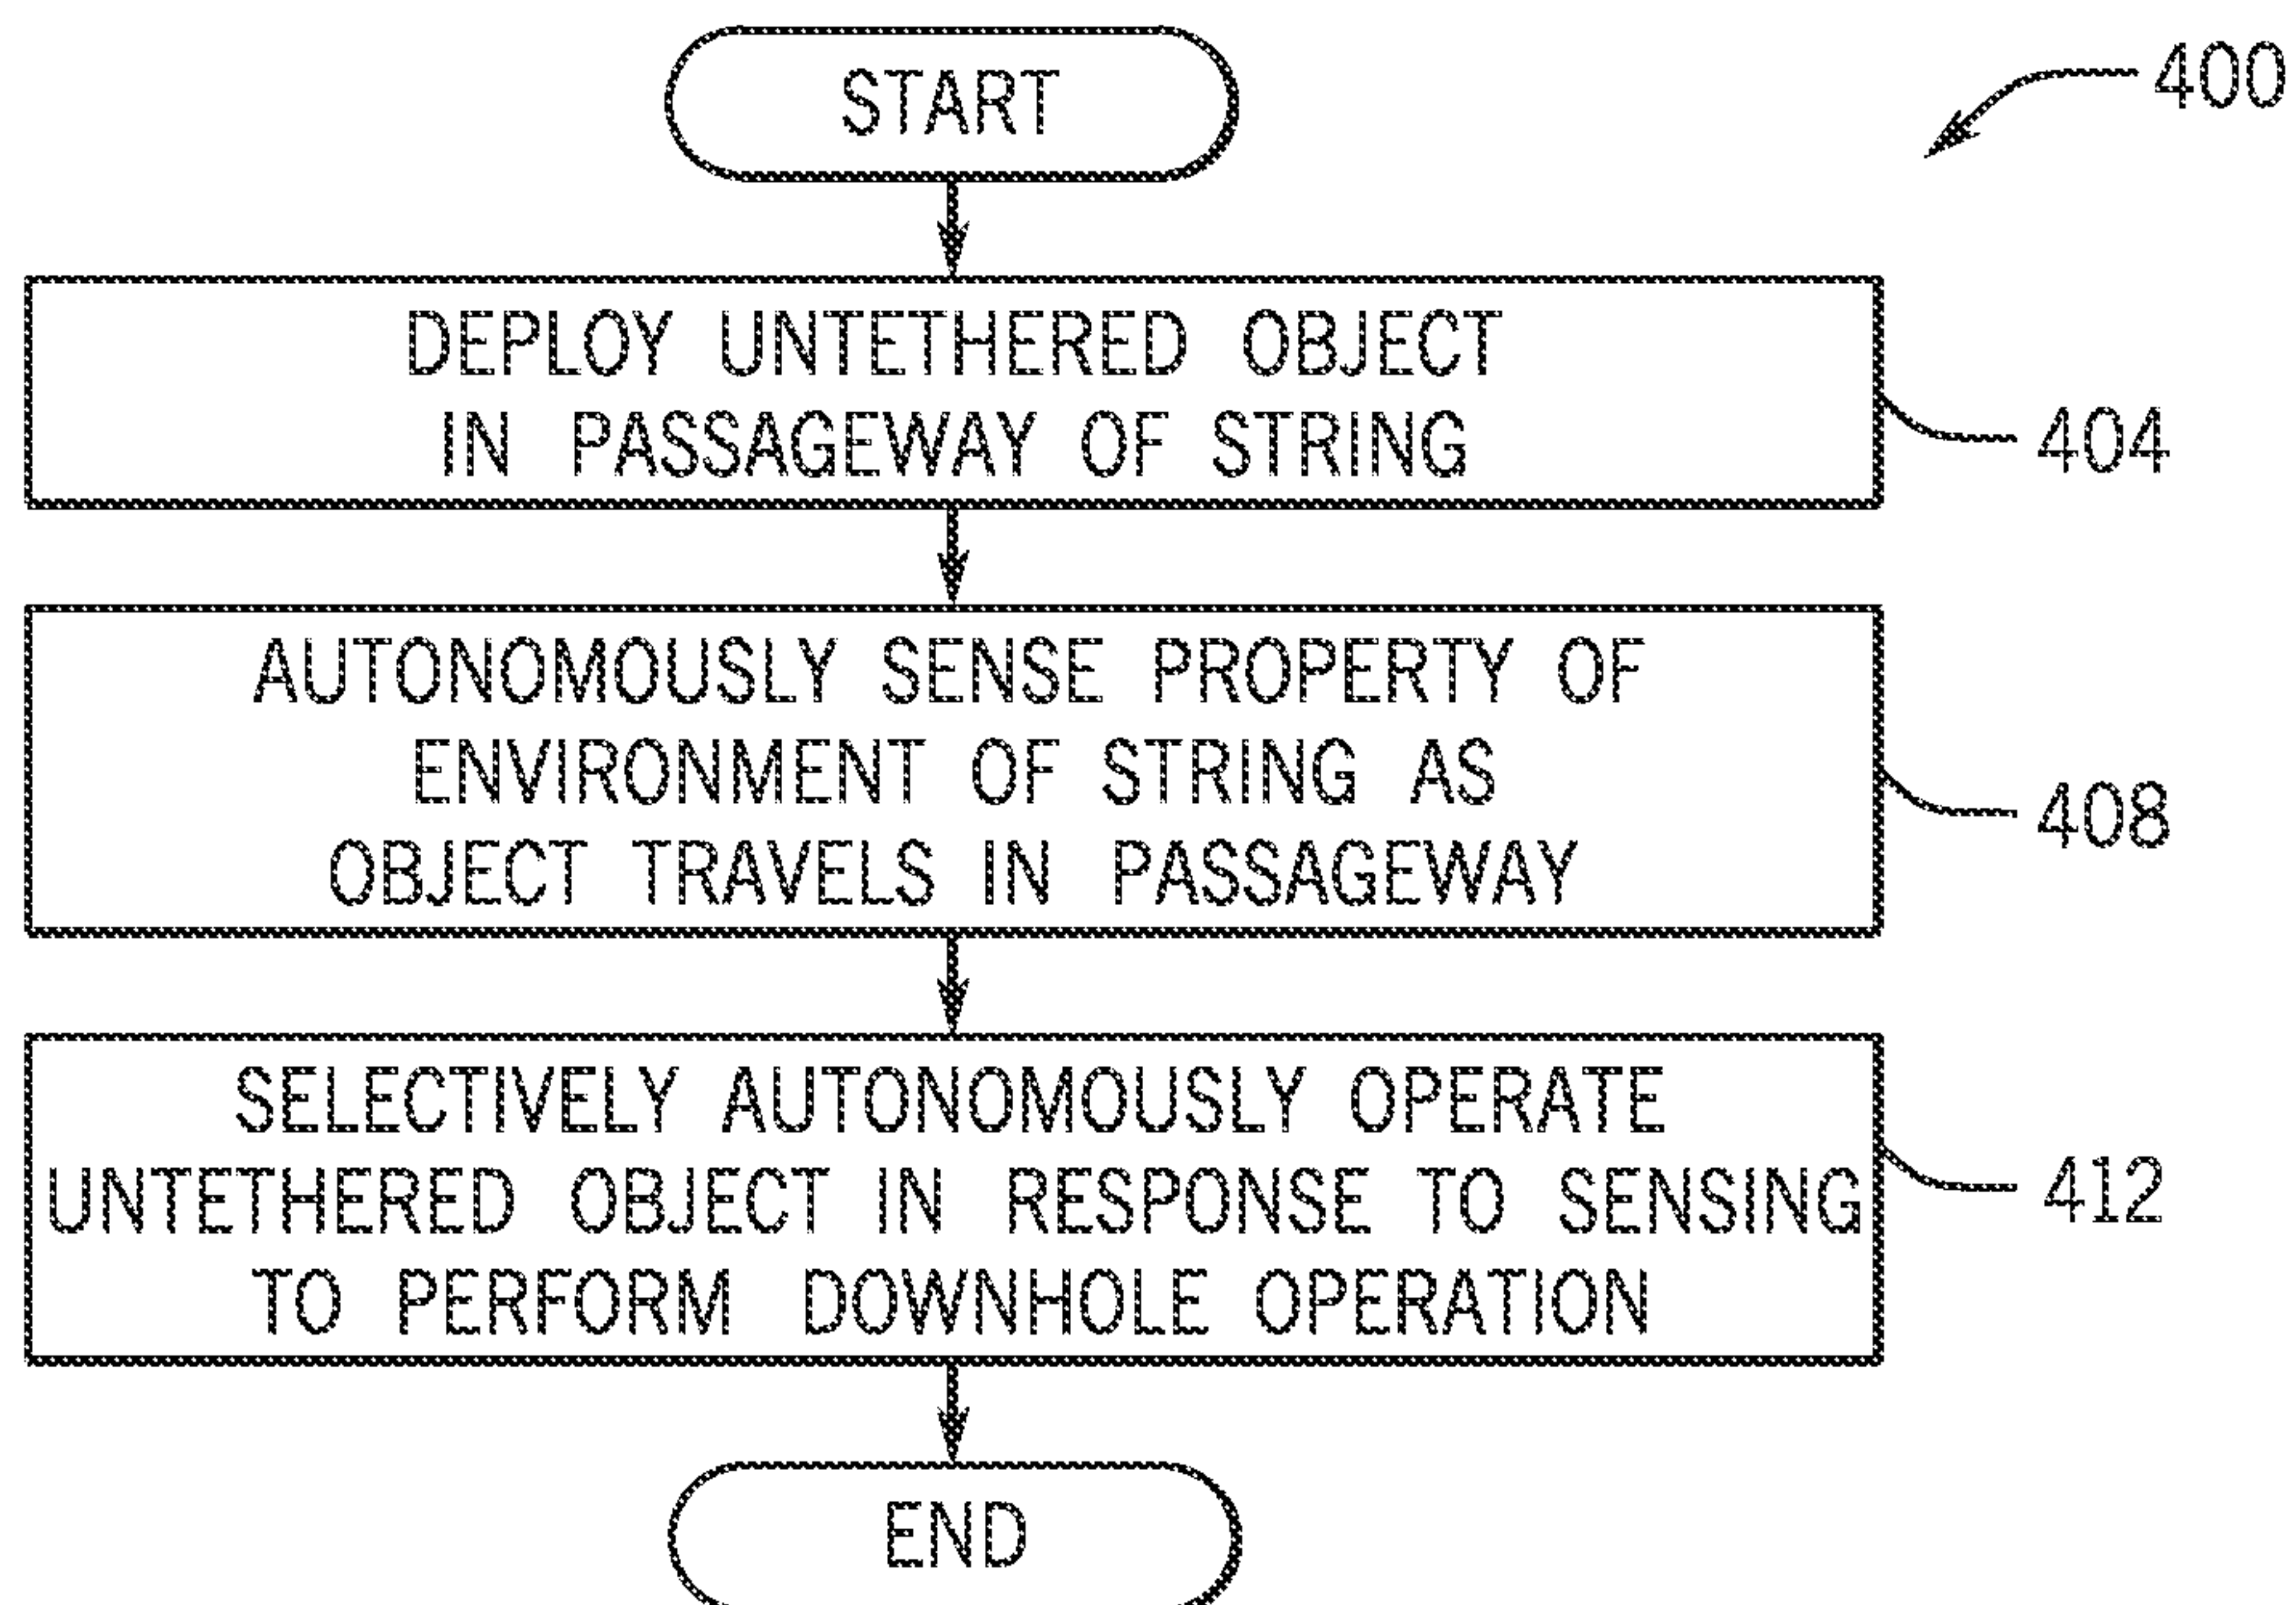 START
400
DEPLOY UNTETHERED OBJECT
IN PASSAGEWAY OF STRING
404
AUTONOMOUSLY SENSE PROPERTY OF
ENVIRONMENT OF STRING AS
OBJECT TRAVELS IN PASSAGEWAY
408
SELECTIVELY AUTONOMOUSLY OPERATE
UNTETHERED OBJECT IN RESPONSE TO SENSING
TO PERFORM DOWNHOLE OPERATION
412
END